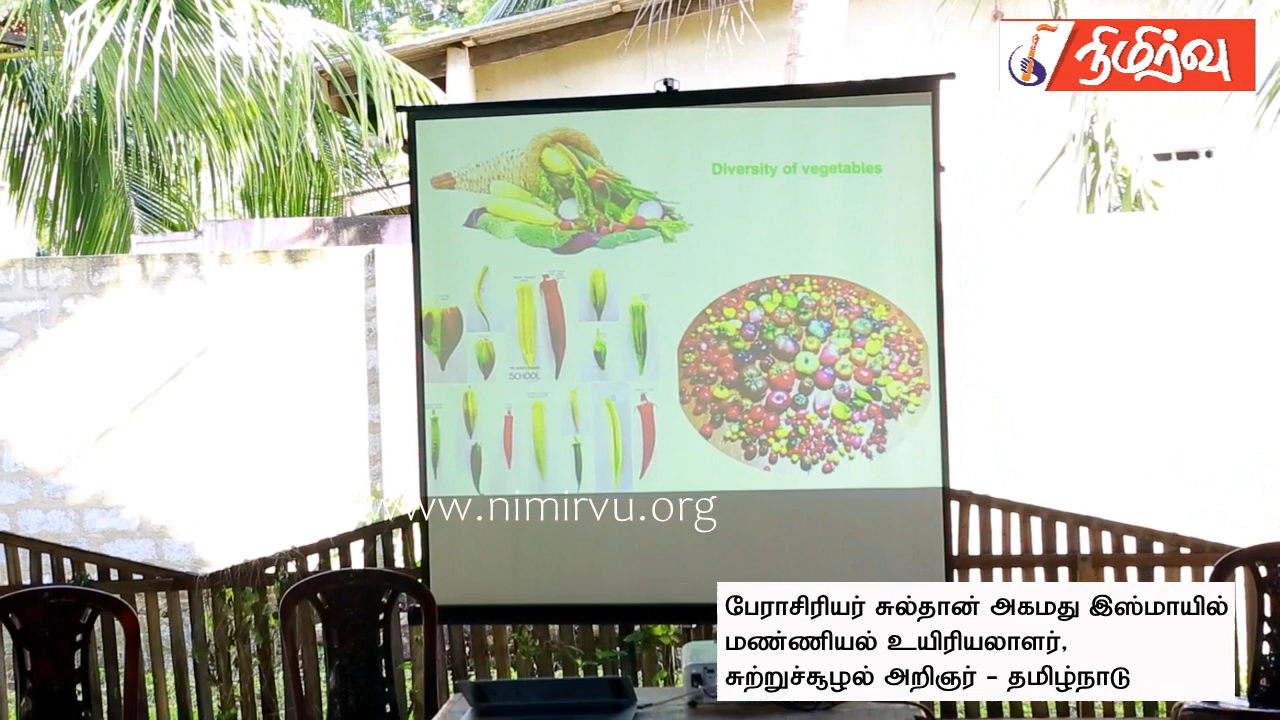 நிமிர்வு
Diversity of vegetables
SCHOOL
www.nimirvu.org
பேராசிரியர் சுல்தான் அகமது இஸ்மாயில்
மண்ணியல் உயிரியலாளர்,
சுற்றுச்சூழல் அறிஞர் - தமிழ்நாடு